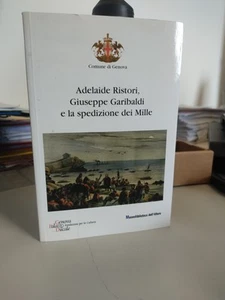 Comune di Genova
Adelaide Ristori,
Giuseppe Garibaldi
e la spedizione dei Mille